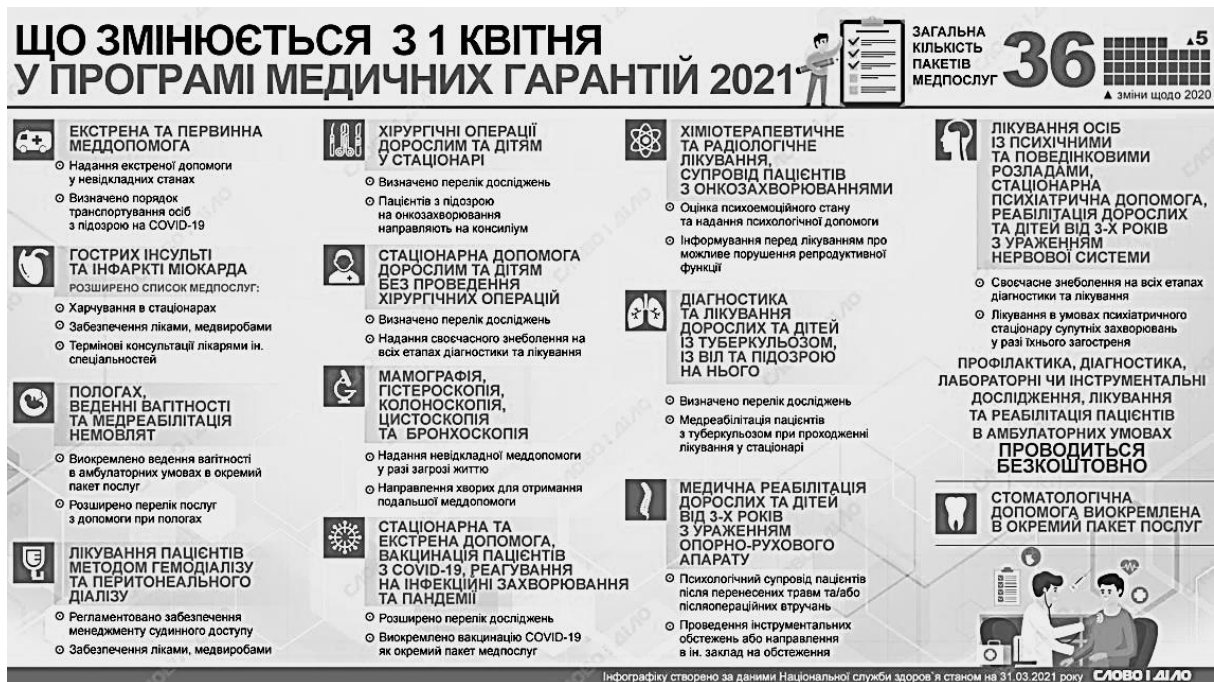 ЩО ЗМІНЮЄТЬСЯ З 1 КВІТНЯ
У ПРОГРАМІ МЕДИЧНИХ ГАРАНТІЙ 2021
ЗАГАЛЬНА
КІЛЬКІСТЬ
ПАКЕТІВ
МЕДПОСЛУГ
36
▲5
▲ зміни щодо 2020
ЕКСТРЕНА ТА ПЕРВИННА
МЕДДОПОМОГА
Надання екстреної допомоги
у невідкладних станах
Визначено порядок
транспортування осіб
з підозрою на COVID-19
ГОСТРИХ ІНСУЛЬТІ
ТА ІНФАРКТІ МІОКАРДА
РОЗШИРЕНО СПИСОК МЕДПОСЛУГ:
Харчування в стаціонарах
Забезпечення ліками, медвиробами
Термінові консультації лікарями ін.
спеціальностей
ПОЛОГАХ,
ВЕДЕННІ ВАГІТНОСТІ
ТА МЕДРЕАБІЛІТАЦІЯ
НЕМОВЛЯТ
Виокремлено ведення вагітності
в амбулаторних умовах в окремий
пакет послуг
Розширено перелік послуг
з допомоги при пологах
ЛІКУВАННЯ ПАЦІЄНТІВ
МЕТОДОМ ГЕМОДІАЛІЗУ
ТА ПЕРИТОНЕАЛЬНОГО
ДІАЛІЗУ
Регламентовано забезпечення
менеджменту судинного доступу
Забезпечення ліками, медвиробами
ХІРУРГІЧНІ ОПЕРАЦІЇ
ДОРОСЛИМ ТА ДІТЯМ
У СТАЦІОНАРІ
Визначено перелік досліджень
Пацієнтів з підозрою
на онкозахворювання
направляють на консиліум
СТАЦІОНАРНА ДОПОМОГА
ДОРОСЛИМ ТА ДІТЯМ
БЕЗ ПРОВЕДЕННЯ
ХІРУРГІЧНИХ ОПЕРАЦІЙ
Визначено перелік досліджень
Надання своєчасного знеболення на
всіх етапах діагностики та лікування
МАМОГРАФІЯ,
ГІСТЕРОСКОПІЯ,
КОЛОНОСКОПІЯ,
ЦИСТОСКОПІЯ
ТА БРОНХОСКОПІЯ
Надання невідкладної меддопомоги
у разі загрозі життю
Направлення хворих для отримання
подальшої меддопомоги
СТАЦІОНАРНА ТА
ЕКСТРЕНА ДОПОМОГА,
ВАКЦИНАЦІЯ ПАЦІЄНТІВ
З COVID-19, РЕАГУВАННЯ
НА ІНФЕКЦІЙНІ ЗАХВОРЮВАННЯ
ТА ПАНДЕМІЇ
Розширено перелік досліджень
Виокремлено вакцинацію COVID-19
як окремий пакет медпослуг
ХІМІОТЕРАПЕВТИЧНЕ
ТА РАДІОЛОГІЧНЕ
ЛІКУВАННЯ,
СУПРОВІД ПАЦІЄНТІВ
З ОНКОЗАХВОРЮВАННЯМИ
Оцінка психоемоційного стану
та надання психологічної допомоги
Інформування перед лікуванням про
можливе порушення репродуктивної
функції
ДІАГНОСТИКА
ТА ЛІКУВАННЯ
ДОРОСЛИХ ТА ДІТЕЙ
ІЗ ТУБЕРКУЛЬОЗОМ,
ІЗ ВІЛ ТА ПІДОЗРОЮ
НА НЬОГО
Визначено перелік досліджень
Медреабілітація пацієнтів
з туберкульозом при проходженні
лікування у стаціонарі
МЕДИЧНА РЕАБІЛІТАЦІЯ
ДОРОСЛИХ ТА ДІТЕЙ
ВІД 3-Х РОКІВ
З УРАЖЕННЯМ
ОПОРНО-РУХОВОГО
АПАРАТУ
Психологічний супровід пацієнтів
після перенесених травм та/або
післяопераційних втручань
Проведення інструментальних
обстежень або направлення
в ін. заклад на обстеження
ЛІКУВАННЯ ОСІБ
ІЗ ПСИХІЧНИМИ
ТА ПОВЕДІНКОВИМИ
РОЗЛАДАМИ,
СТАЦІОНАРНА
ПСИХІАТРИЧНА ДОПОМОГА,
РЕАБІЛІТАЦІЯ ДОРОСЛИХ
ТА ДІТЕЙ ВІД 3-Х РОКІВ
З УРАЖЕННЯМ
НЕРВОВОЇ СИСТЕМИ
Своєчасне знеболення на всіх етапах
діагностики та лікування
Лікування в умовах психіатричного
стаціонару супутніх захворювань
у разі їхнього загостреня
ПРОФІЛАКТИКА, ДІАГНОСТИКА,
ЛАБОРАТОРНІ ЧИ ІНСТРУМЕНТАЛЬНІ
ДОСЛІДЖЕННЯ, ЛІКУВАННЯ
ТА РЕАБІЛІТАЦІЯ ПАЦІЄНТІВ
В АМБУЛАТОРНИХ УМОВАХ
ПРОВОДИТЬСЯ
БЕЗКОШТОВНО
СТОМАТОЛОГІЧНА
ДОПОМОГА ВИОКРЕМЛЕНА
В ОКРЕМИЙ ПАКЕТ ПОСЛУГ
Інфографіку створено за даними Національної служби здоров'я станом на 31.03.2021 року СЛОВО І ДІЛО